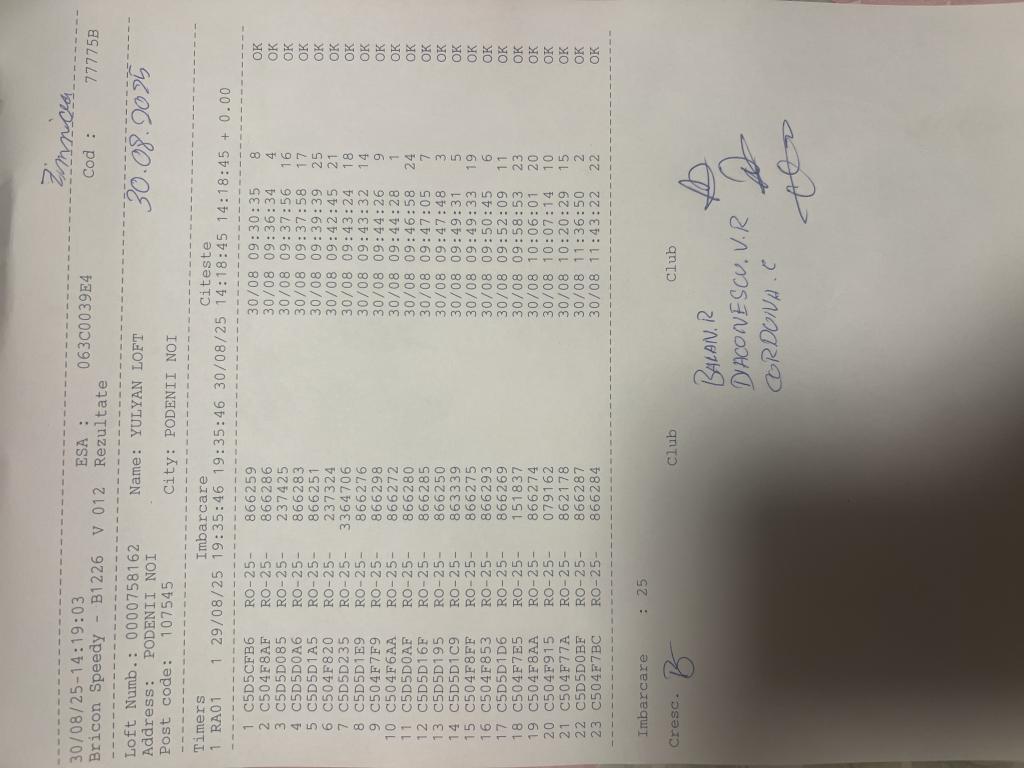 Zimnicea
30/08/25-14:19:03
Bricon Speedy - B1226 V 012 ESA : 063C0039E4 Cod : 77775B
Rezultate
Loft Numb.: 0000758162 Name: YULYAN LOFT 30.08.2025
Address: PODENII NOI
Post code: 107545 City: PODENII NOI
Timers Imbarcare Citeste
1 RA01 1 29/08/25 19:35:46 19:35:46 30/08/25 14:18:45 14:18:45 + 0.00
1 C5D5CFB6 RO-25- 866259 30/08 09:30:35 8 OK
2 C504F8AF RO-25- 866286 30/08 09:36:34 4 OK
3 C5D5D085 RO-25- 237425 30/08 09:37:56 16 OK
4 C5D5D0A6 RO-25- 866283 30/08 09:37:58 17 OK
5 C5D5D1A5 RO-25- 866251 30/08 09:39:39 25 OK
6 C504F820 RO-25- 237324 30/08 09:42:45 21 OK
7 C5D5D235 RO-25- 3364706 30/08 09:43:24 18 OK
8 C5D5D1E9 RO-25- 866276 30/08 09:43:32 14 OK
9 C504F7F9 RO-25- 866298 30/08 09:44:26 9 OK
10 C504F6AA RO-25- 866272 30/08 09:44:28 1 OK
11 C5D5D0AF RO-25- 866280 30/08 09:46:58 24 OK
12 C5D5D16F RO-25- 866285 30/08 09:47:05 7 OK
13 C5D5D195 RO-25- 866250 30/08 09:47:48 3 OK
14 C5D5D1C9 RO-25- 863339 30/08 09:49:31 5 OK
15 C504F8FF RO-25- 866275 30/08 09:49:33 19 OK
16 C504F853 RO-25- 866293 30/08 09:50:45 6 OK
17 C5D5D1D6 RO-25- 866269 30/08 09:52:09 11 OK
18 C504F7E5 RO-25- 151837 30/08 09:58:53 23 OK
19 C504F8AA RO-25- 866274 30/08 10:06:01 20 OK
20 C504F915 RO-25- 079162 30/08 10:07:14 10 OK
21 C504F77A RO-25- 862178 30/08 10:20:29 15 OK
22 C5D5D0BF RO-25- 866287 30/08 11:36:50 2 OK
23 C504F7BC RO-25- 866284 30/08 11:43:22 22 OK
Imbarcare : 25
Cresc. Club Club
BALAN.R
DIACONESCU.V.R
CORDOIVA.C